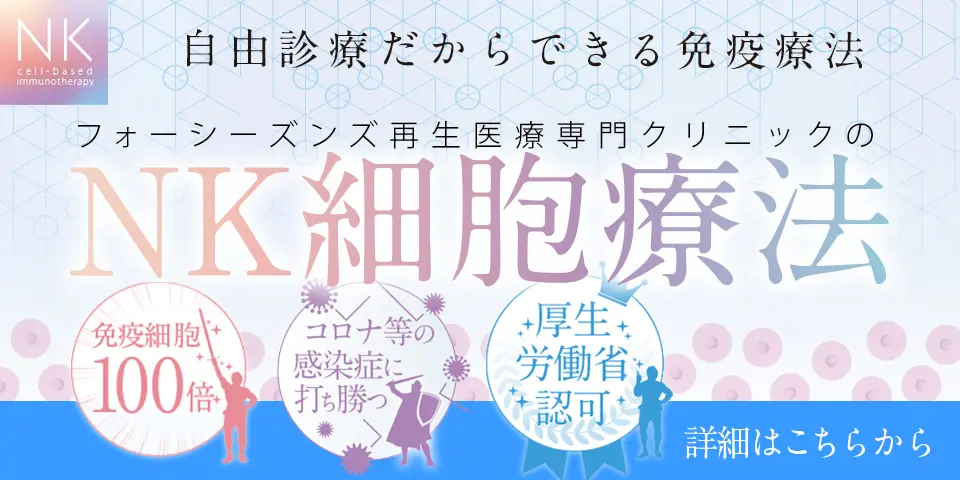 NK
cell-based
immunotherapy
自由診療だからできる免疫療法
フォーシーズンズ再生医療専門クリニックの
NK細胞療法
免疫細胞
100倍
コロナ等の
感染症に
打ち勝つ
厚生
労働省
認可
詳細はこちらから